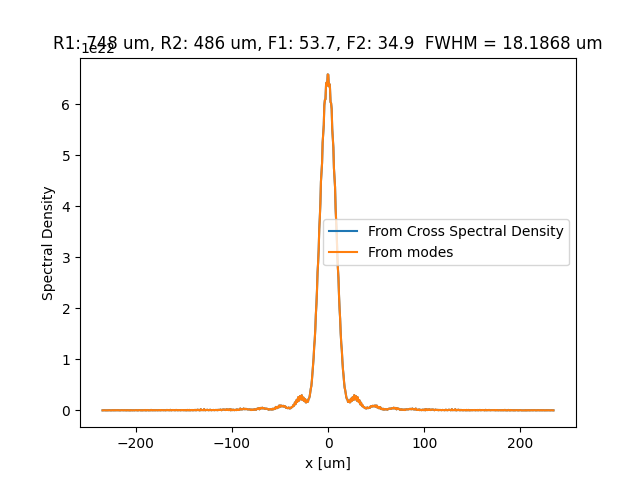 R1: 748 um, R2: 486 um, F1: 53.7, F2: 34.9  FWHM = 18.1868 um
1e22
6
5
4
3
2
1
0
Spectral Density
From Cross Spectral Density
From modes
−200
−100
0
100
200
x [um]